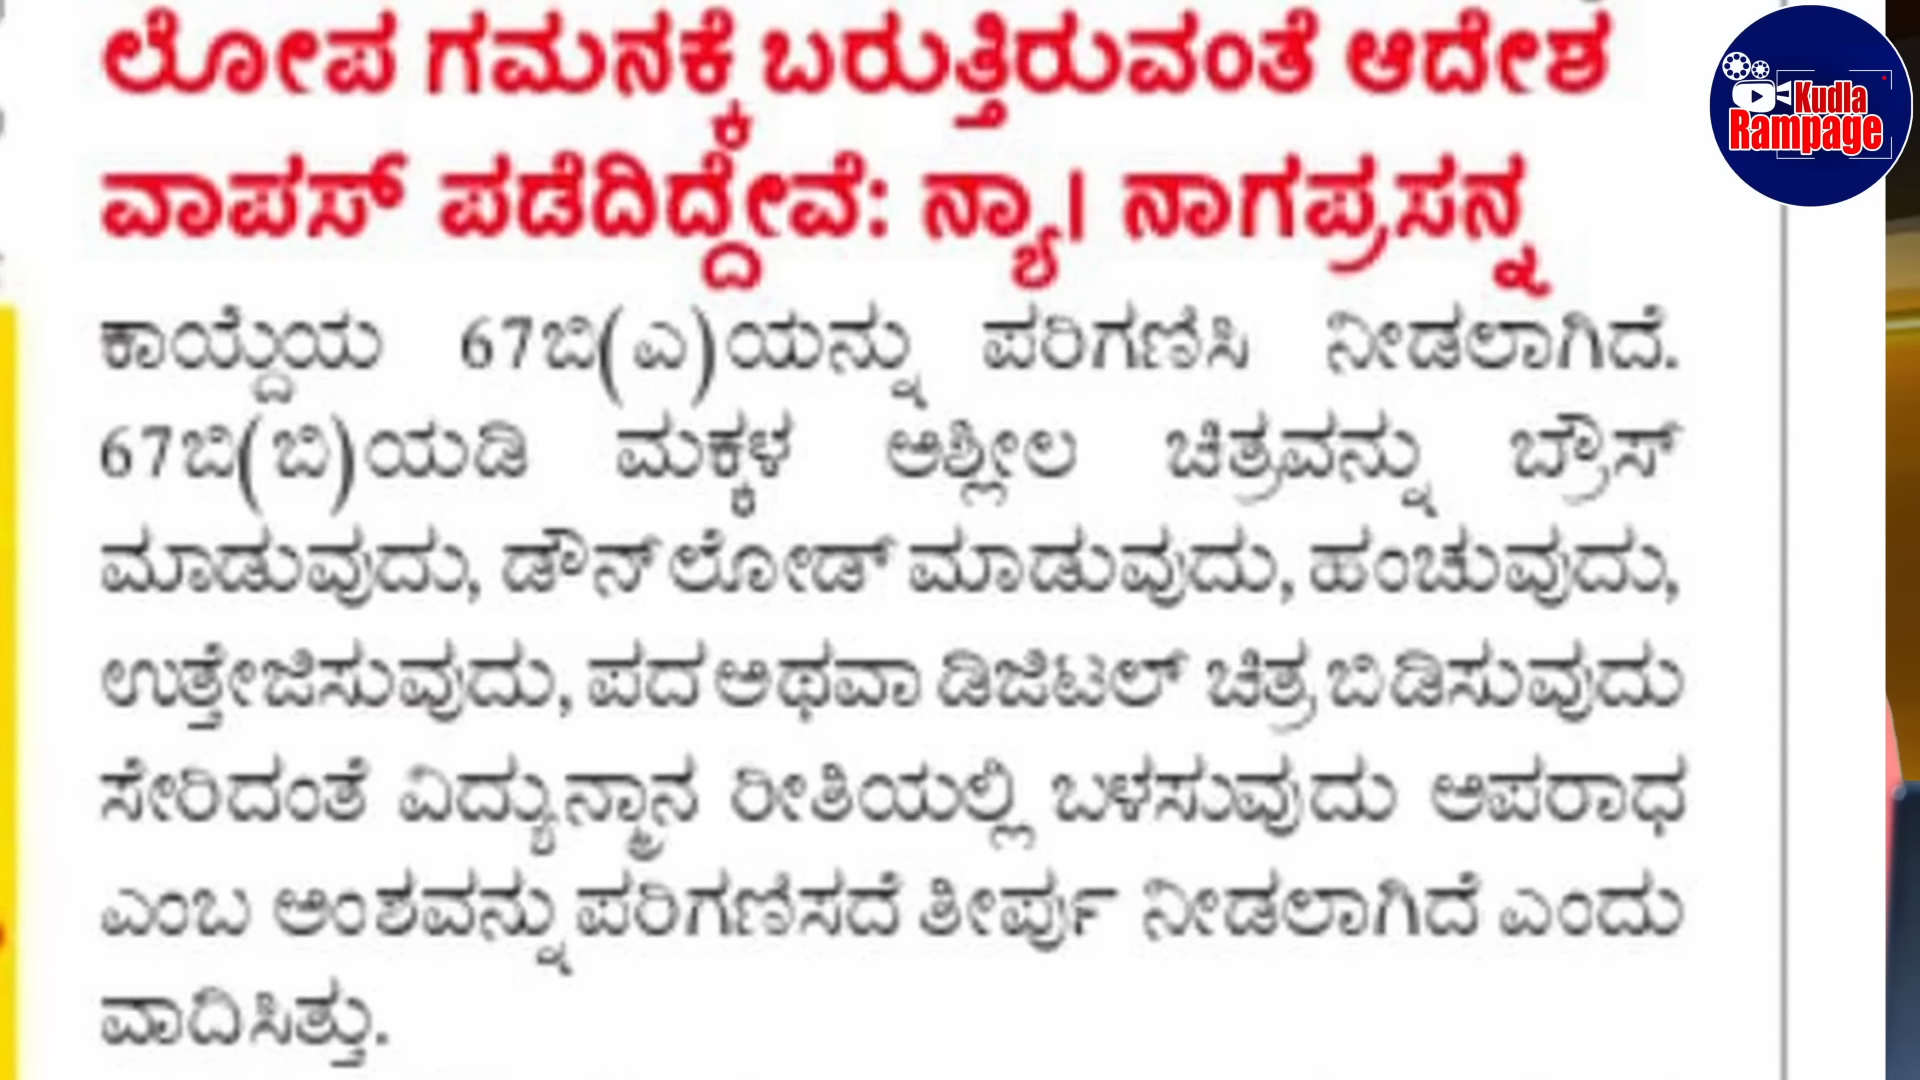 ಲೋಪ ಗಮನಕ್ಕೆ ಬರುತ್ತಿರುವಂತೆ ಆದೇಶ
ವಾಪಸ್ ಪಡೆದಿದ್ದೇವೆ: ನ್ಯಾ। ನಾಗಪ್ರಸನ್ನ
ಕಾಯ್ದೆಯ 67ಬಿ(ಎ)ಯನ್ನು ಪರಿಗಣಿಸಿ ನೀಡಲಾಗಿದೆ.
67ಬಿ(ಬಿ)ಯಡಿ ಮಕ್ಕಳ ಅಶ್ಲೀಲ ಚಿತ್ರವನ್ನು ಬ್ರೌಸ್
ಮಾಡುವುದು, ಡೌನ್‌ಲೋಡ್ ಮಾಡುವುದು, ಹಂಚುವುದು,
ಉತ್ತೇಜಿಸುವುದು, ಪದ ಅಥವಾ ಡಿಜಿಟಲ್ ಚಿತ್ರ ಬಿಡಿಸುವುದು
ಸೇರಿದಂತೆ ವಿದ್ಯುನ್ಮಾನ ರೀತಿಯಲ್ಲಿ ಬಳಸುವುದು ಅಪರಾಧ
ಎಂಬ ಅಂಶವನ್ನು ಪರಿಗಣಿಸದೆ ತೀರ್ಪು ನೀಡಲಾಗಿದೆ ಎಂದು
ವಾದಿಸಿತ್ತು.
Kudla
Rampage